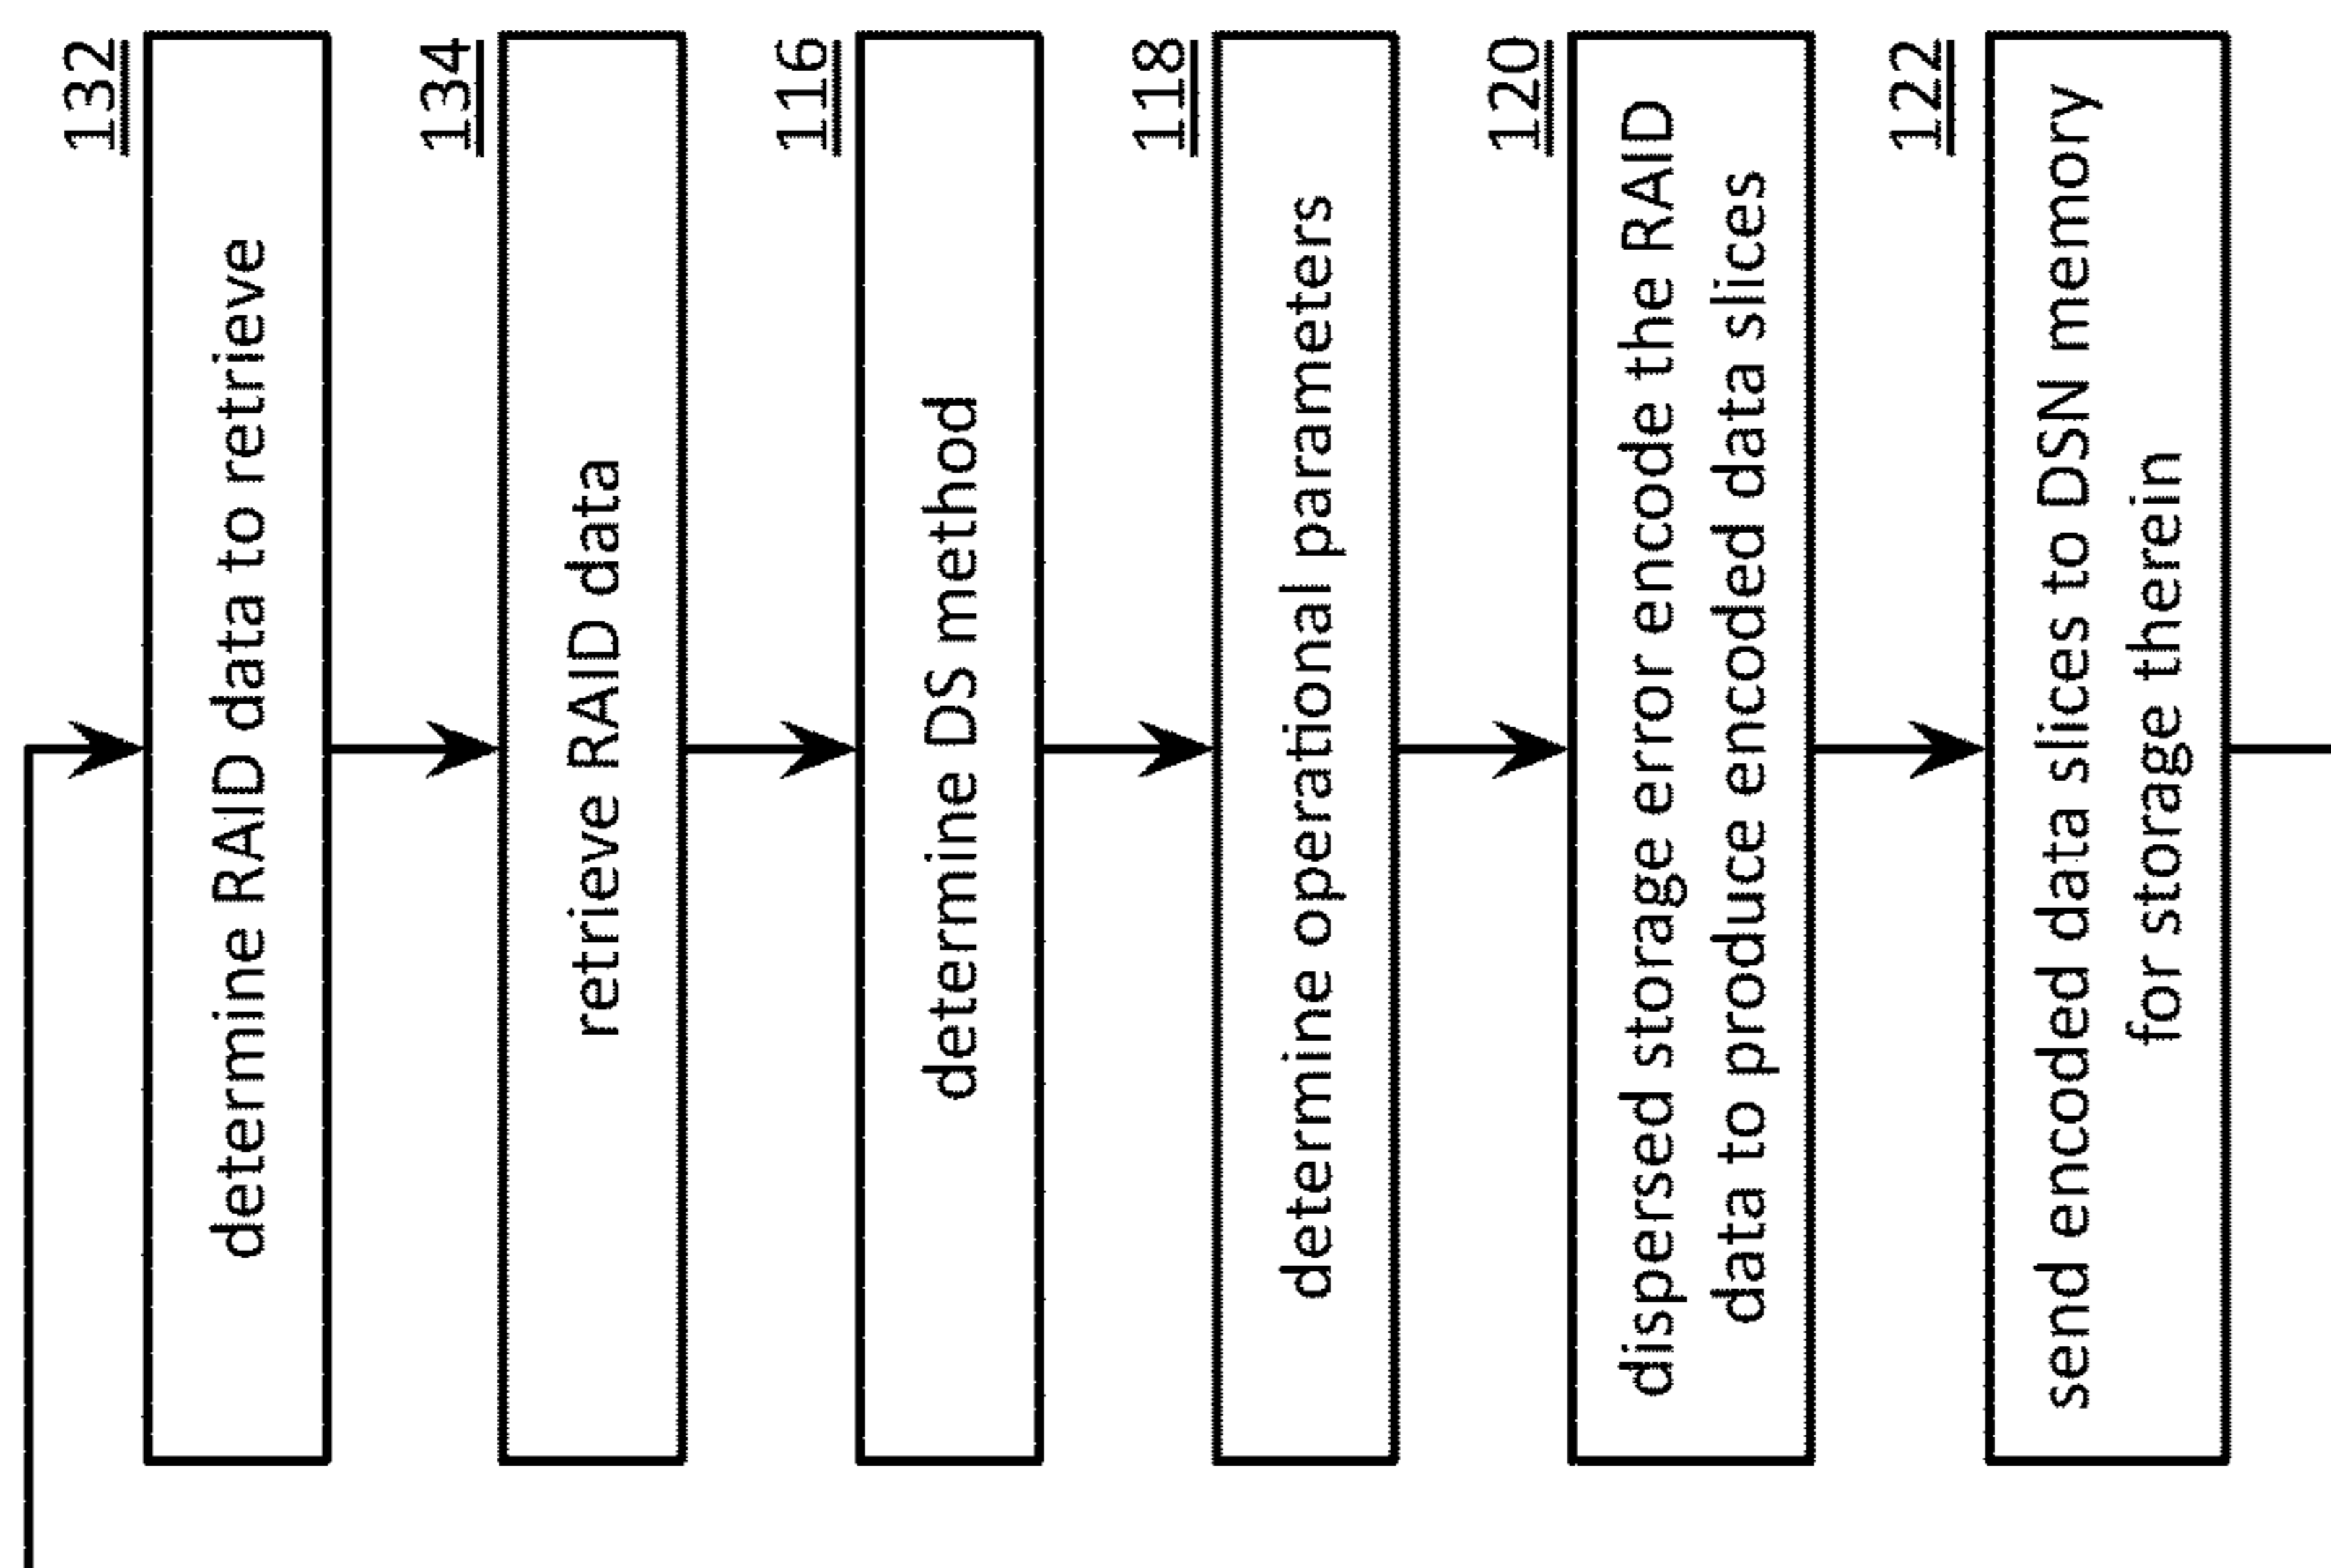 132
determine RAID data to retrieve
134
retrieve RAID data
116
determine DS method
118
determine operational parameters
120
dispersed storage error encode the RAID
data to produce encoded data slices
122
send encoded data slices to DSN memory
for storage therein